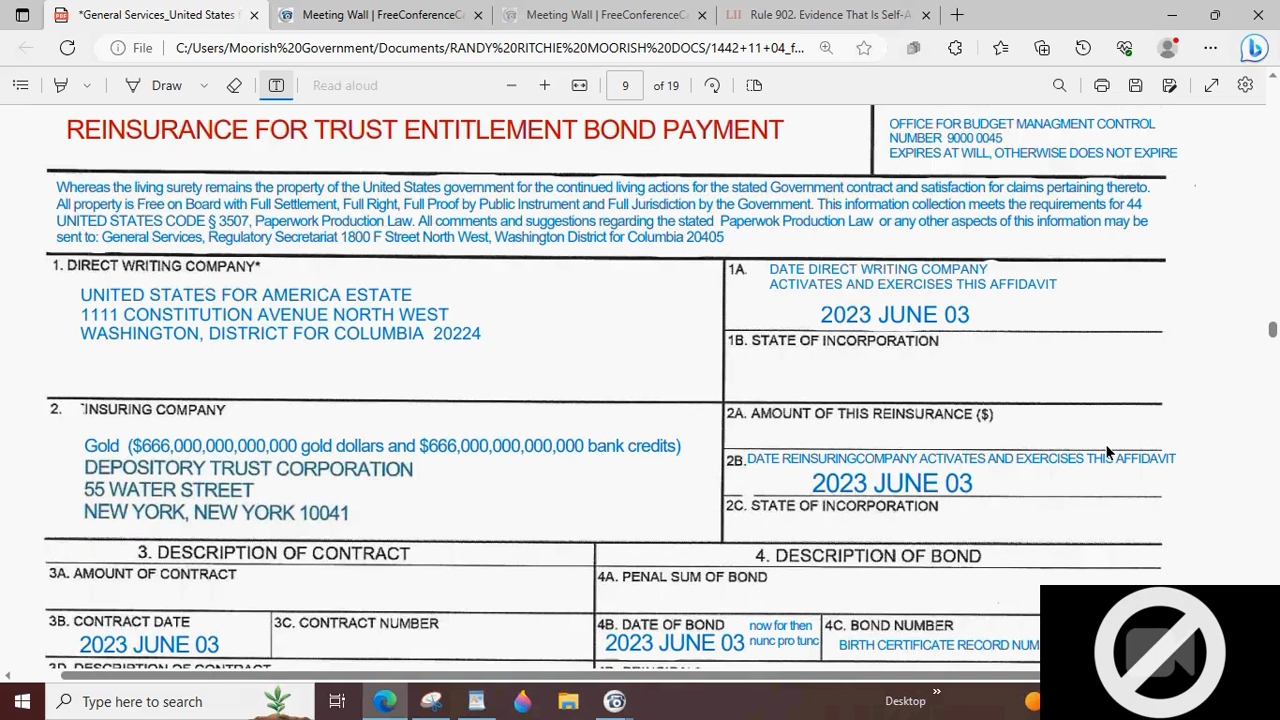 *General Services_United States f
Meeting Wall | FreeConferenceCa
Meeting Wall | FreeConferenceCa
LII
Rule 902. Evidence That Is Self-A
File
C:/Users/Moorish%20Government/Documents/RANDY%20RITCHIE%20MOORISH%20DOCS/1442+11+04_f...
Draw
Read aloud
9
of 19
REINSURANCE FOR TRUST ENTITLEMENT BOND PAYMENT
OFFICE FOR BUDGET MANAGMENT CONTROL
NUMBER 9000 0045
EXPIRES AT WILL, OTHERWISE DOES NOT EXPIRE
Whereas the living surety remains the property of the United States government for the continued living actions for the stated Government contract and satisfaction for claims pertaining thereto.
All property is Free on Board with Full Settlement, Full Right, Full Proof by Public Instrument and Full Jurisdiction by the Government. This information collection meets the requirements for 44
UNITED STATES CODE § 3507, Paperwork Production Law. All comments and suggestions regarding the stated Paperwok Production Law or any other aspects of this information may be
sent to: General Services, Regulatory Secretariat 1800 F Street North West, Washington District for Columbia 20405
1. DIRECT WRITING COMPANY*
UNITED STATES FOR AMERICA ESTATE
1111 CONSTITUTION AVENUE NORTH WEST
WASHINGTON, DISTRICT FOR COLUMBIA 20224
1A. DATE DIRECT WRITING COMPANY
ACTIVATES AND EXERCISES THIS AFFIDAVIT
2023 JUNE 03
1B. STATE OF INCORPORATION
2. INSURING COMPANY
Gold ($666,000,000,000,000 gold dollars and $666,000,000,000,000 bank credits)
DEPOSITORY TRUST CORPORATION
55 WATER STREET
NEW YORK, NEW YORK 10041
2A. AMOUNT OF THIS REINSURANCE ($)
2B. DATE REINSURINGCOMPANY ACTIVATES AND EXERCISES THIS AFFIDAVIT
2023 JUNE 03
2C. STATE OF INCORPORATION
3. DESCRIPTION OF CONTRACT
3A. AMOUNT OF CONTRACT
3B. CONTRACT DATE
2023 JUNE 03
3C. CONTRACT NUMBER
3D. DESCRIPTION OF CONTRACT
4. DESCRIPTION OF BOND
4A. PENAL SUM OF BOND
4B. DATE OF BOND
2023 JUNE 03
now for then
nunc pro tunc
4C. BOND NUMBER
BIRTH CERTIFICATE RECORD NUM
Type here to search
Desktop